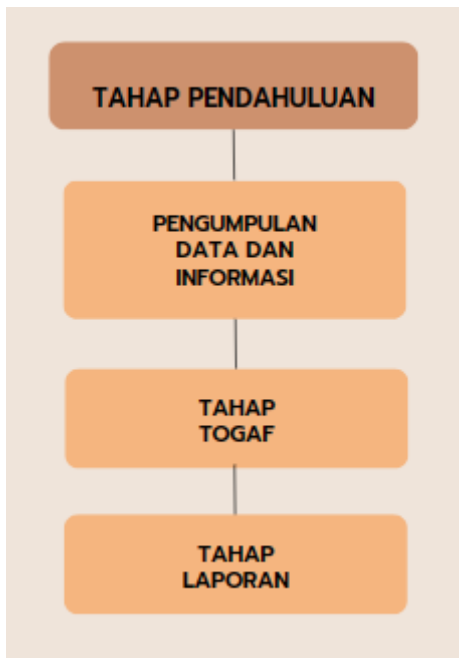 TAHAP PENDAHULUAN
PENGUMPULAN
DATA DAN
INFORMASI
TAHAP
TOGAF
TAHAP
LAPORAN